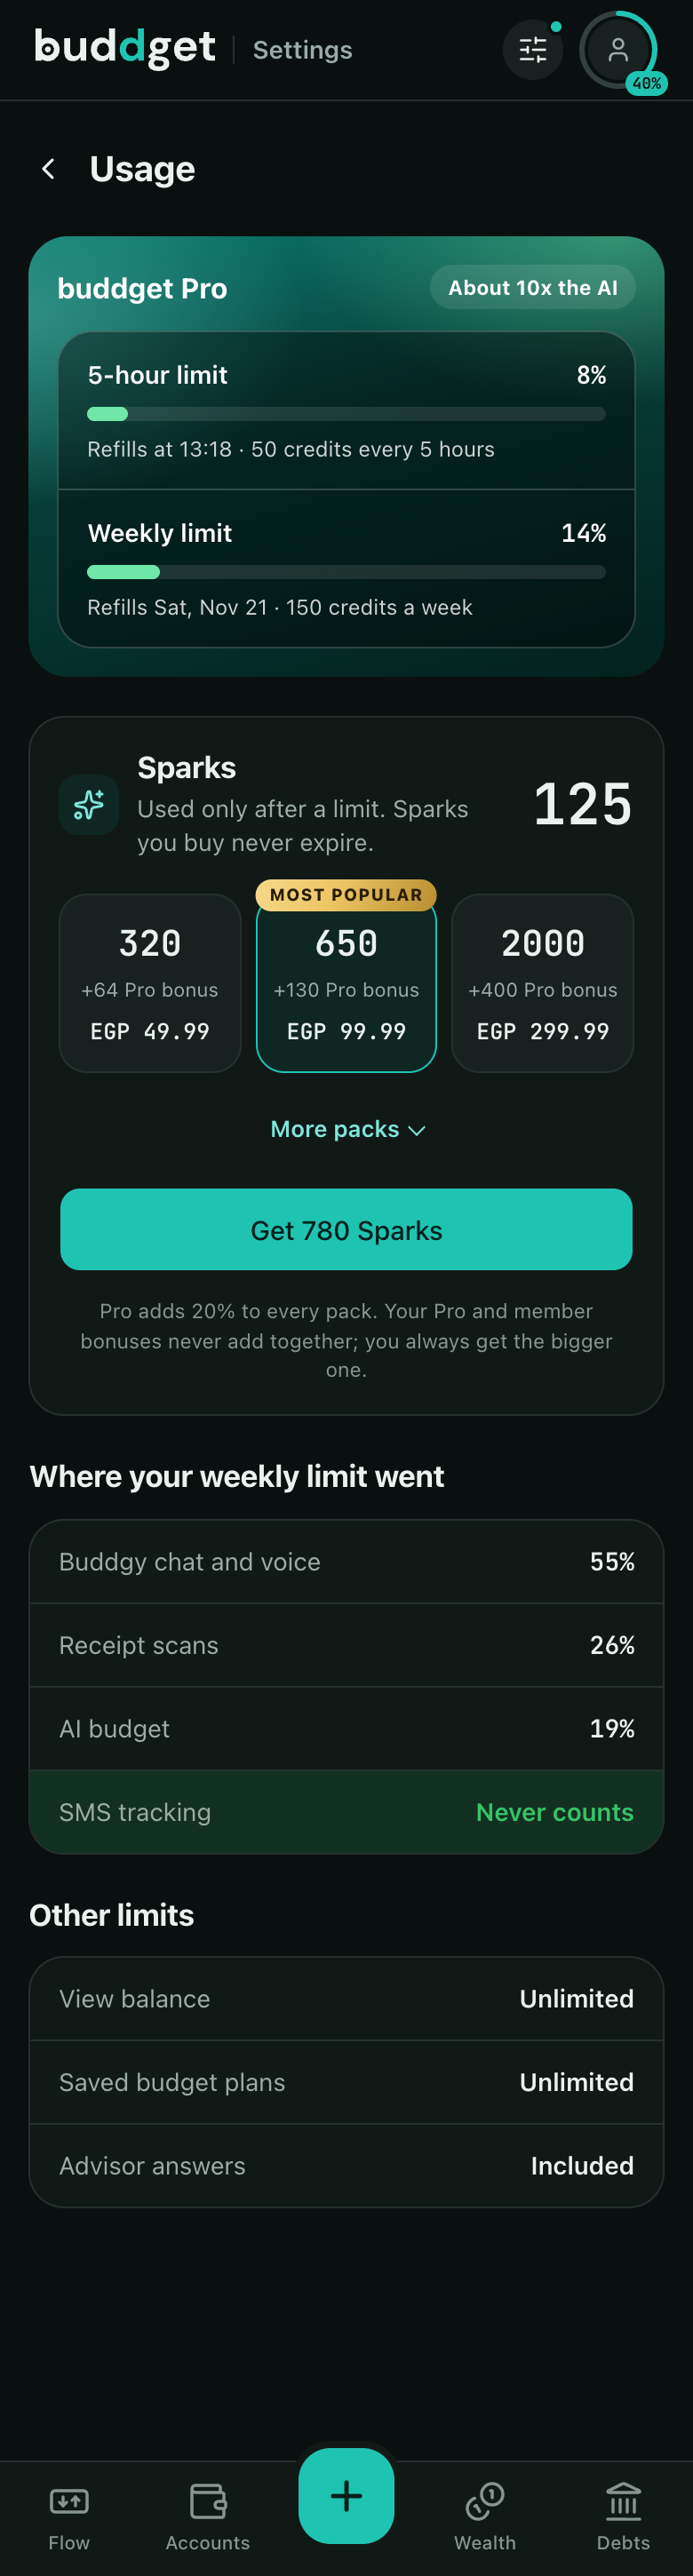 buddget
Settings
40%
Usage
buddget Pro
About 10x the AI
5-hour limit
8%
Refills at 13:18 · 50 credits every 5 hours
Weekly limit
14%
Refills Sat, Nov 21 · 150 credits a week
Sparks
Used only after a limit. Sparks
you buy never expire.
125
MOST POPULAR
320
+64 Pro bonus
EGP 49.99
650
+130 Pro bonus
EGP 99.99
2000
+400 Pro bonus
EGP 299.99
More packs
Get 780 Sparks
Pro adds 20% to every pack. Your Pro and member
bonuses never add together; you always get the bigger
one.
Where your weekly limit went
Buddgy chat and voice
55%
Receipt scans
26%
AI budget
19%
SMS tracking
Never counts
Other limits
View balance
Unlimited
Saved budget plans
Unlimited
Advisor answers
Included
Flow
Accounts
Wealth
Debts